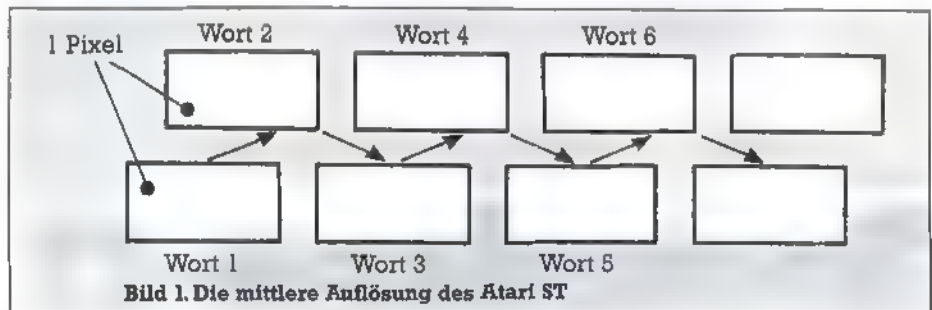 1 Pixel
Wort 2 Wort 4 Wort 6
Wort 1 Wort 3 Wort 5
Bild 1. Die mittlere Auflösung des Atari ST